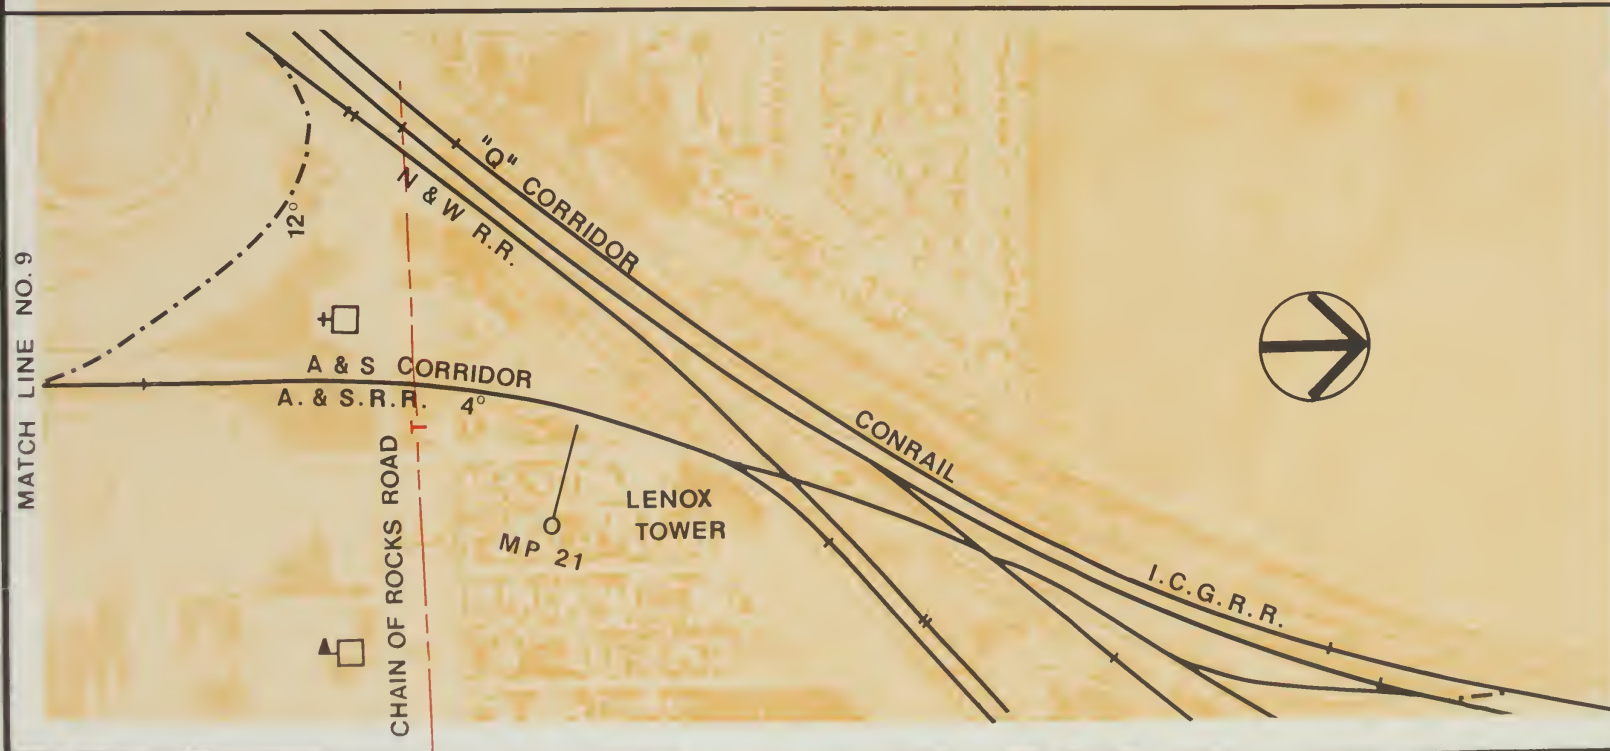 "Q" CORRIDOR
N & W R.R.
12°
MATCH LINE NO. 9
A & S CORRIDOR
A. & S.R.R. 4°
CHAIN OF ROCKS ROAD
T
MP 21
LENOX
TOWER
CONRAIL
I.C.G.R.R.